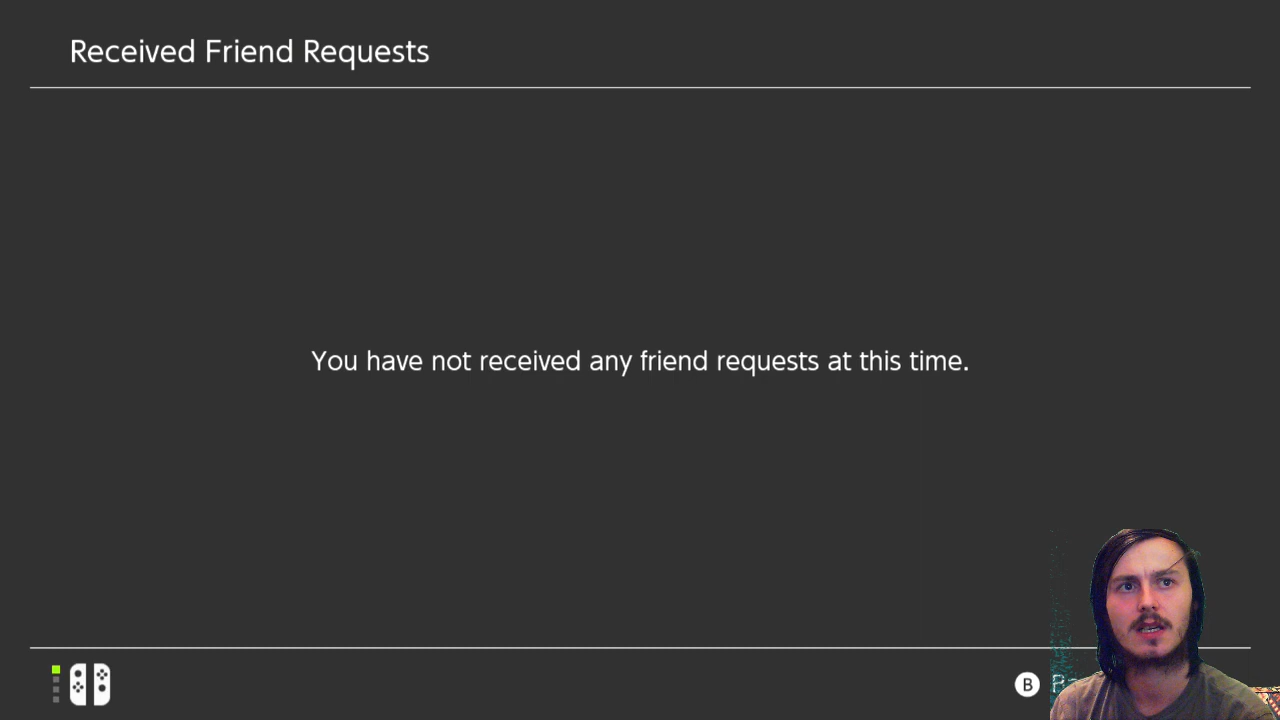 Received Friend Requests
You have not received any friend requests at this time.
B